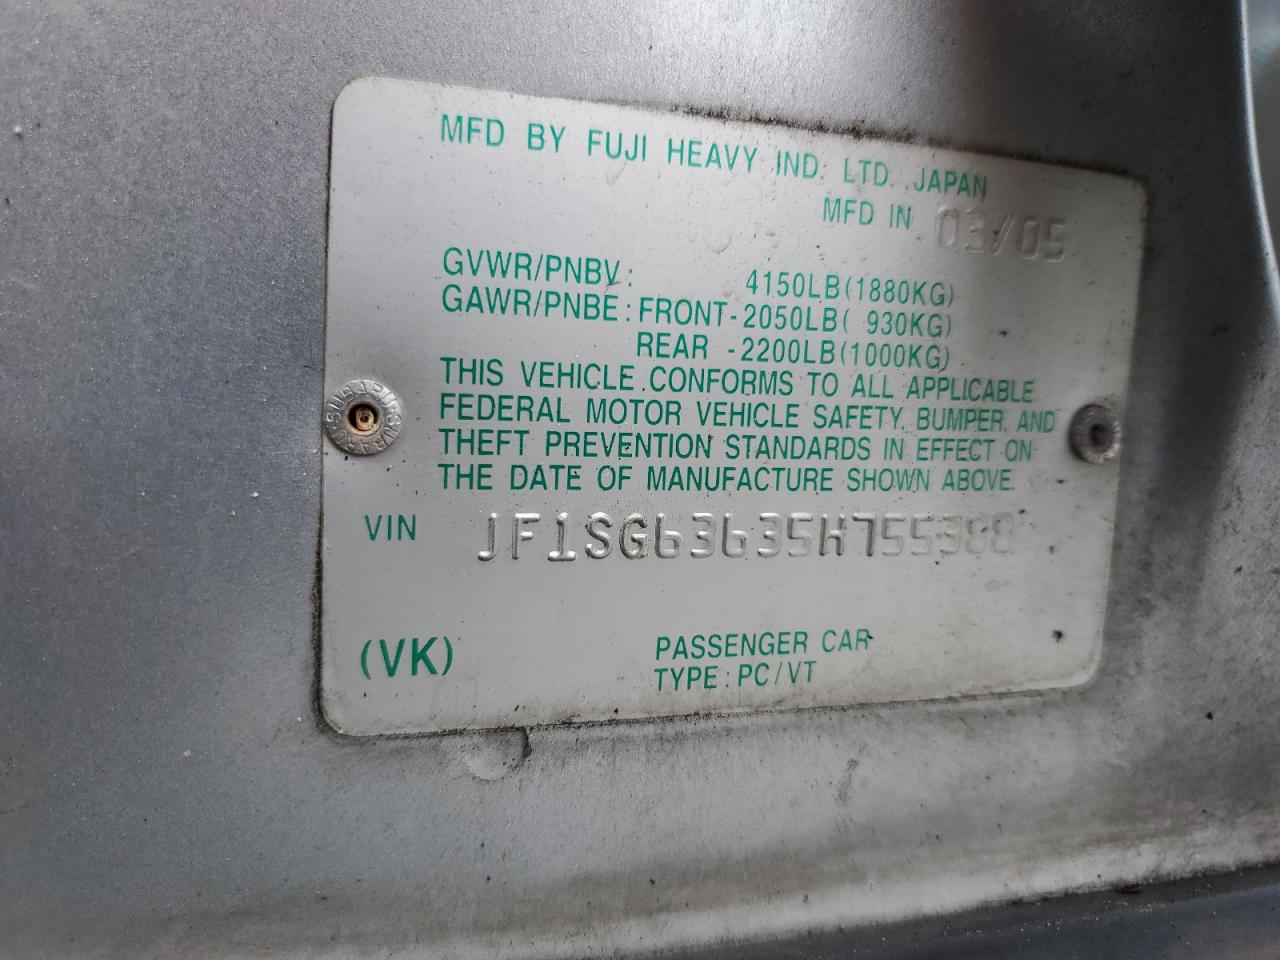 MFD BY FUJI HEAVY IND. LTD. JAPAN
MFD IN 03/05
GVWR/PNBV: 4150LB(1880KG)
GAWR/PNBE: FRONT-2050LB( 930KG)
REAR -2200LB(1000KG)
THIS VEHICLE CONFORMS TO ALL APPLICABLE
FEDERAL MOTOR VEHICLE SAFETY, BUMPER, AND
THEFT PREVENTION STANDARDS IN EFFECT ON
THE DATE OF MANUFACTURE SHOWN ABOVE.
SUBARU SUBARU
VIN JF1SG63635H755388
(VK)
PASSENGER CAR
TYPE: PC/VT